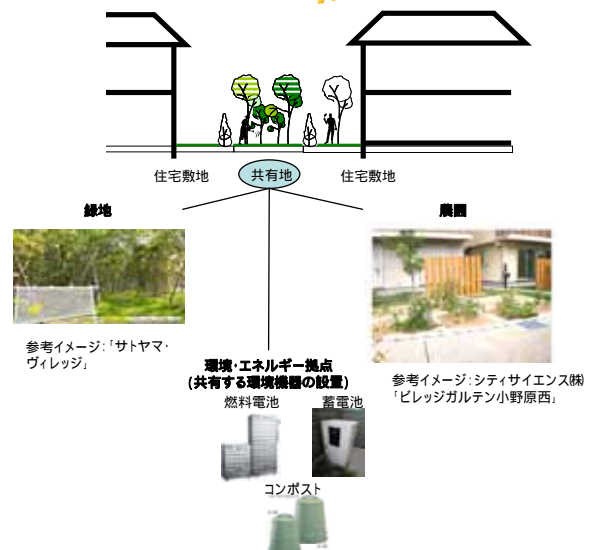 住宅敷地
共有地
住宅敷地
緑地
農園
参考イメージ:「サトヤマ・
ヴィレッジ」
参考イメージ:シティサイエンス㈱
「ビレッジガルテン小野原西」
環境・エネルギー拠点
(共有する環境機器の設置)
燃料電池
蓄電池
コンポスト